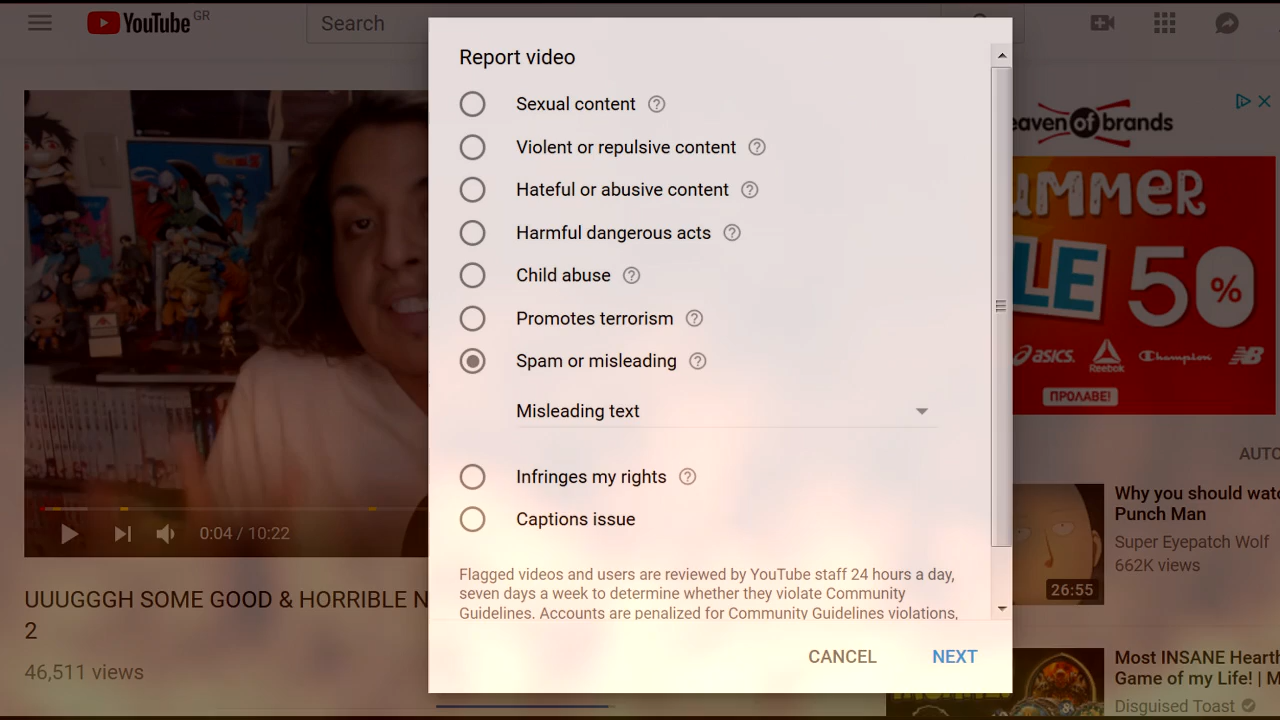 YouTube GR
Search
Report video
Sexual content
Violent or repulsive content
Hateful or abusive content
Harmful dangerous acts
Child abuse
Promotes terrorism
Spam or misleading
Misleading text
Infringes my rights
Captions issue
Flagged videos and users are reviewed by YouTube staff 24 hours a day,
seven days a week to determine whether they violate Community
Guidelines. Accounts are penalized for Community Guidelines violations,
CANCEL
NEXT
0:04 / 10:22
UUUGGGH SOME GOOD & HORRIBLE N
2
46,511 views
eaven of brands
UMMER
LE 50%
asics. Reebok Champion NB
ΠΡΟΛΑΒΕ!
AUTO
Why you should wat
Punch Man
Super Eyepatch Wolf
662K views
26:55
Most INSANE Hearth
Game of my Life! | M
Disguised Toast